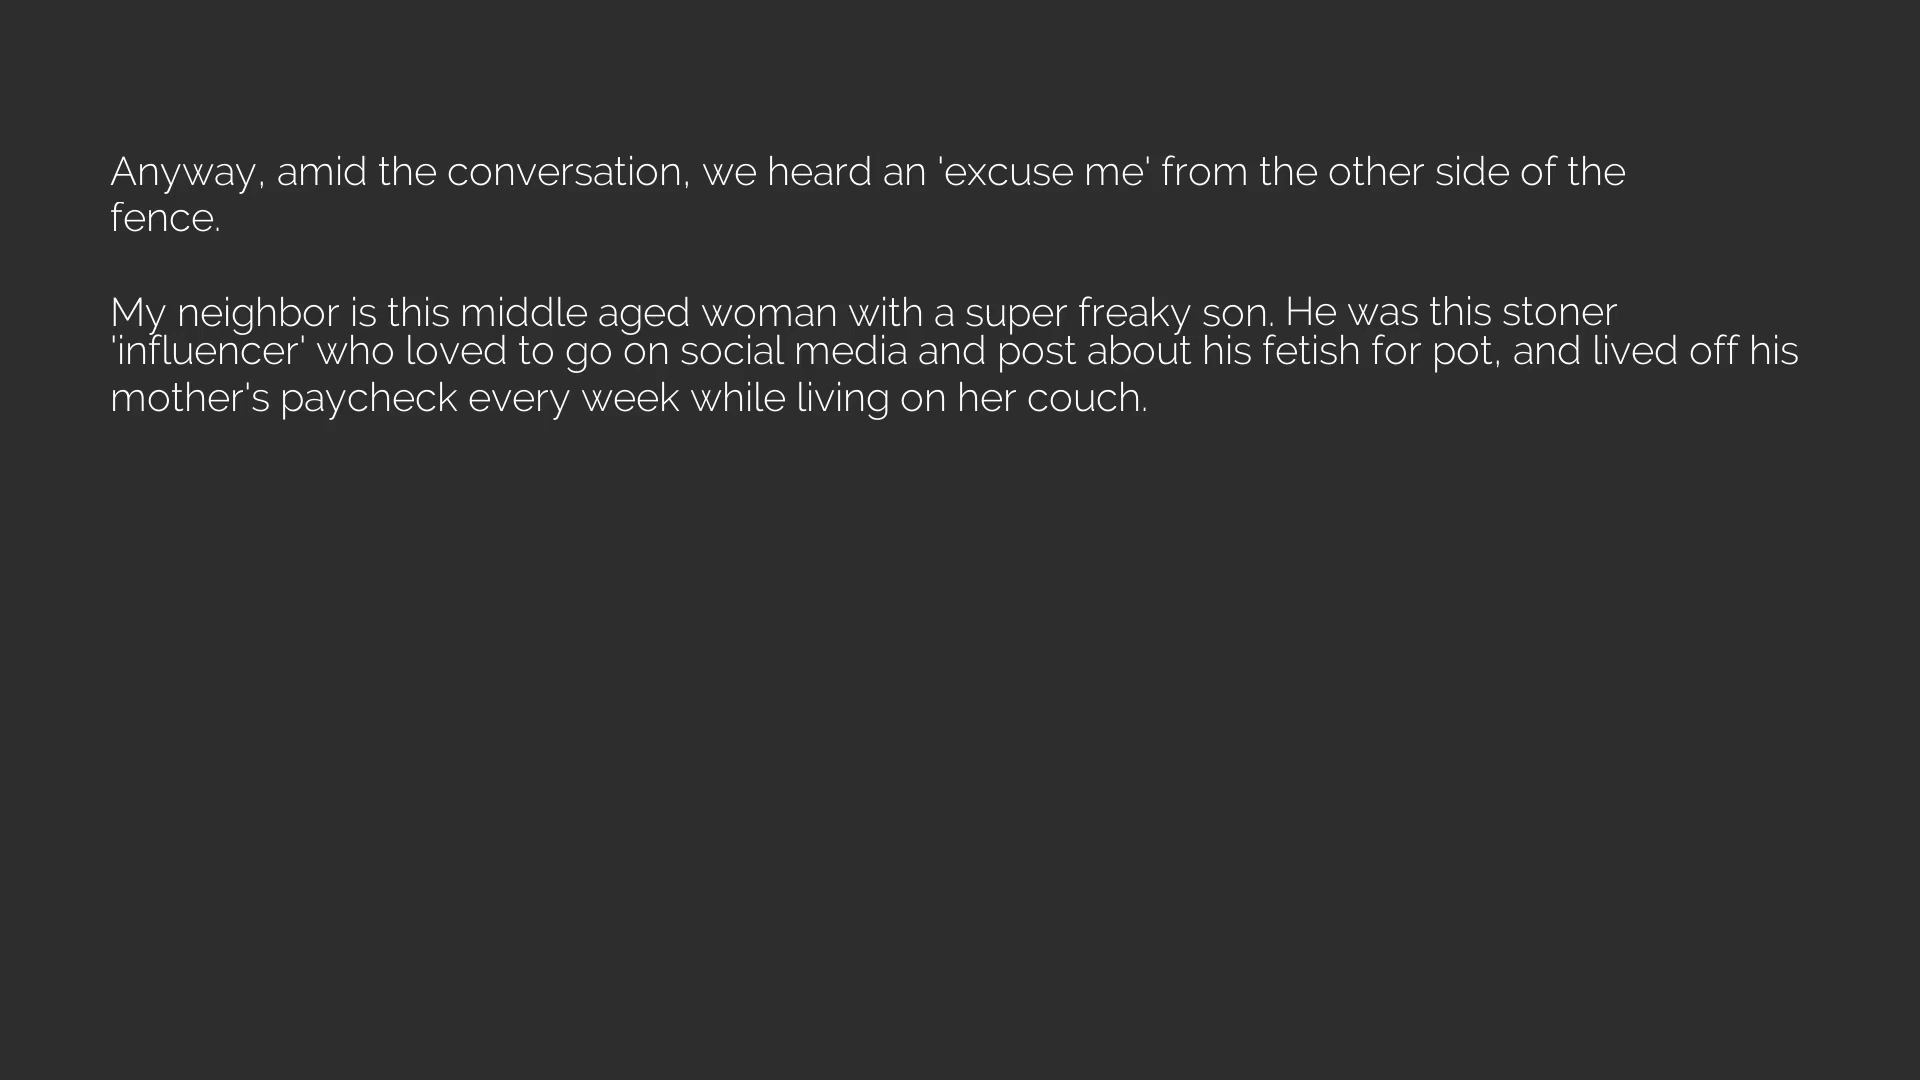 Anyway, amid the conversation, we heard an 'excuse me' from the other side of the
fence.
My neighbor is this middle aged woman with a super freaky son. He was this stoner
'influencer' who loved to go on social media and post about his fetish for pot, and lived off his
mother's paycheck every week while living on her couch.